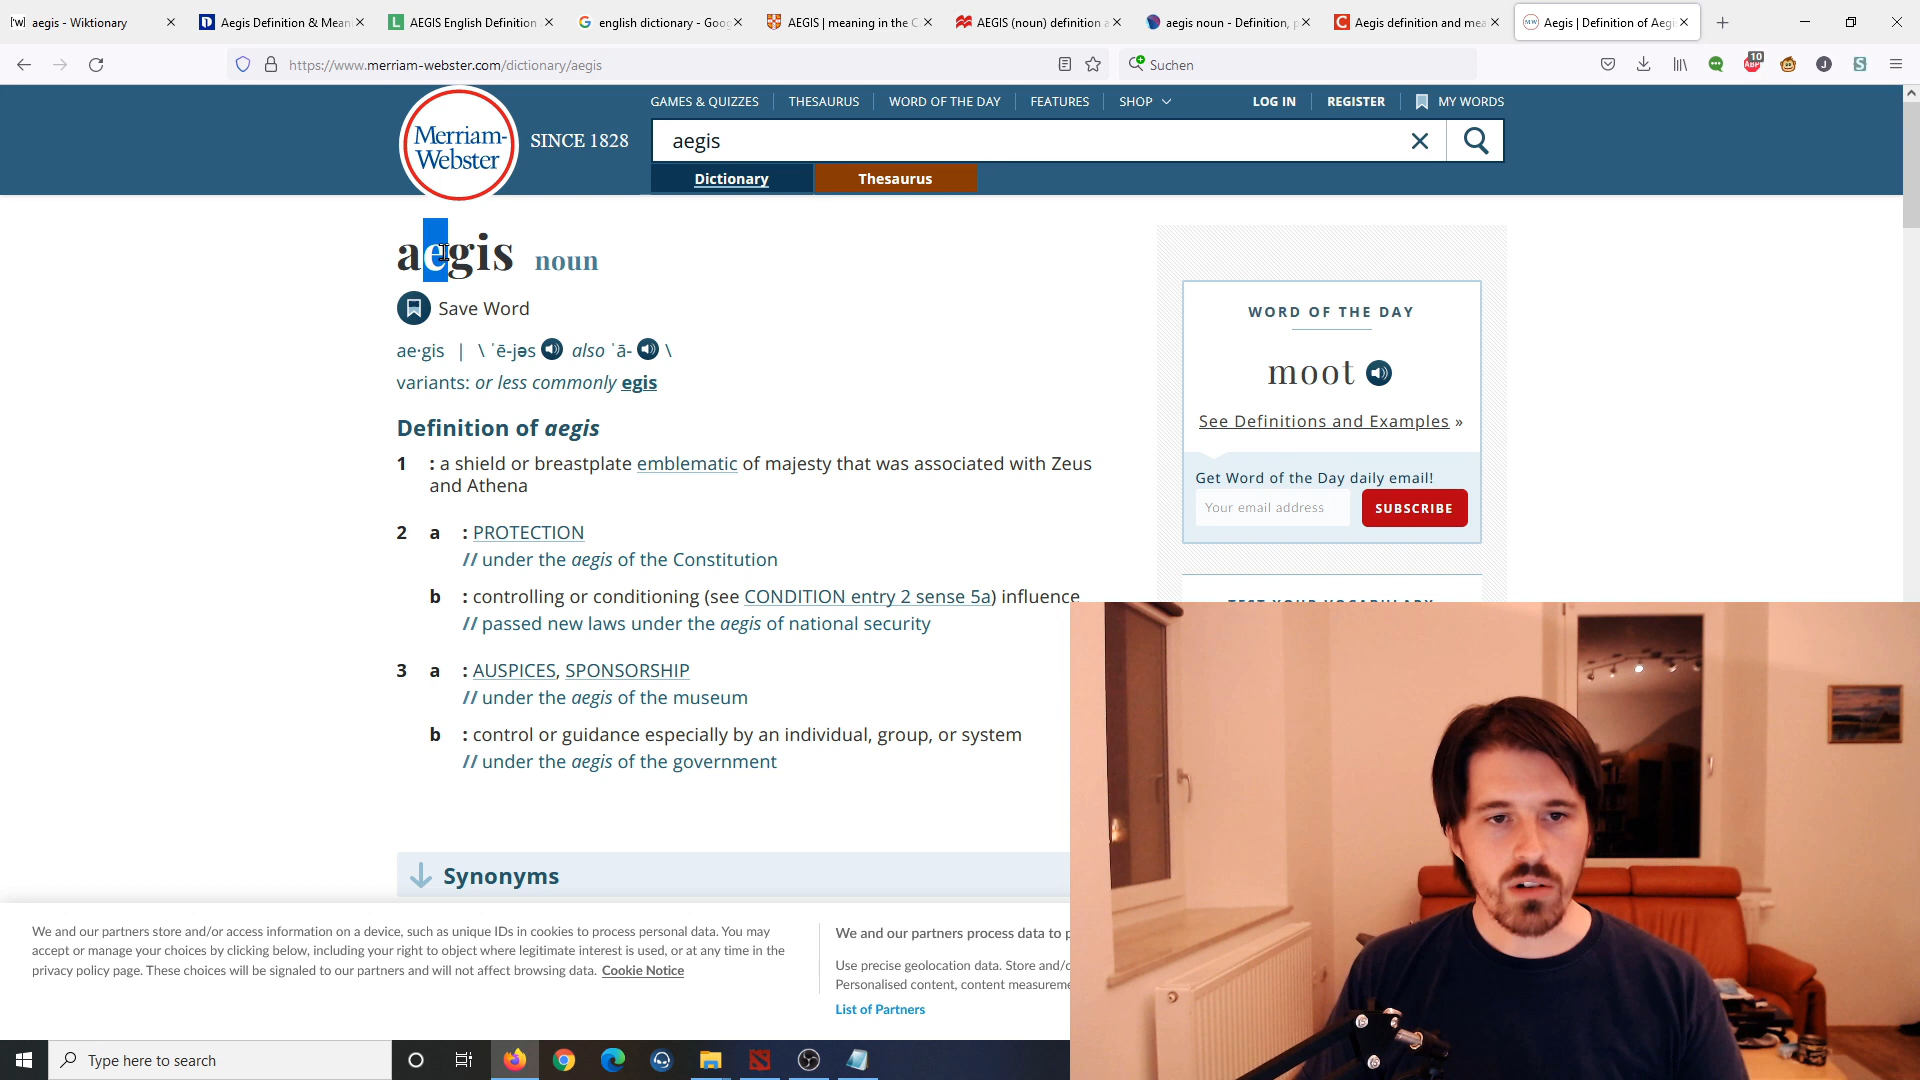 aegis - Wiktionary
Aegis Definition & Mean
AEGIS English Definition
english dictionary - Goog
AEGIS | meaning in the C
AEGIS (noun) definition a
aegis noun - Definition, p
Aegis definition and mea
Aegis | Definition of Aegi
https://www.merriam-webster.com/dictionary/aegis
Suchen
10
ABP
GAMES & QUIZZES
THESAURUS
WORD OF THE DAY
FEATURES
SHOP
LOG IN
REGISTER
MY WORDS
Merriam-
Webster
SINCE 1828
aegis
Dictionary
Thesaurus
aegis noun
Save Word
ae·gis | \ ˈē-jəs also ˈā- \
variants: or less commonly egis
Definition of aegis
1 : a shield or breastplate emblematic of majesty that was associated with Zeus
and Athena
2 a : PROTECTION
// under the aegis of the Constitution
b : controlling or conditioning (see CONDITION entry 2 sense 5a) influence
// passed new laws under the aegis of national security
3 a : AUSPICES, SPONSORSHIP
// under the aegis of the museum
b : control or guidance especially by an individual, group, or system
// under the aegis of the government
Synonyms
WORD OF THE DAY
moot
See Definitions and Examples »
Get Word of the Day daily email!
Your email address
SUBSCRIBE
TEST YOUR VOCABULARY
We and our partners store and/or access information on a device, such as unique IDs in cookies to process personal data. You may
accept or manage your choices by clicking below, including your right to object where legitimate interest is used, or at any time in the
privacy policy page. These choices will be signaled to our partners and will not affect browsing data. Cookie Notice
We and our partners process data to p
Use precise geolocation data. Store and/o
Personalised content, content measureme
List of Partners
Type here to search